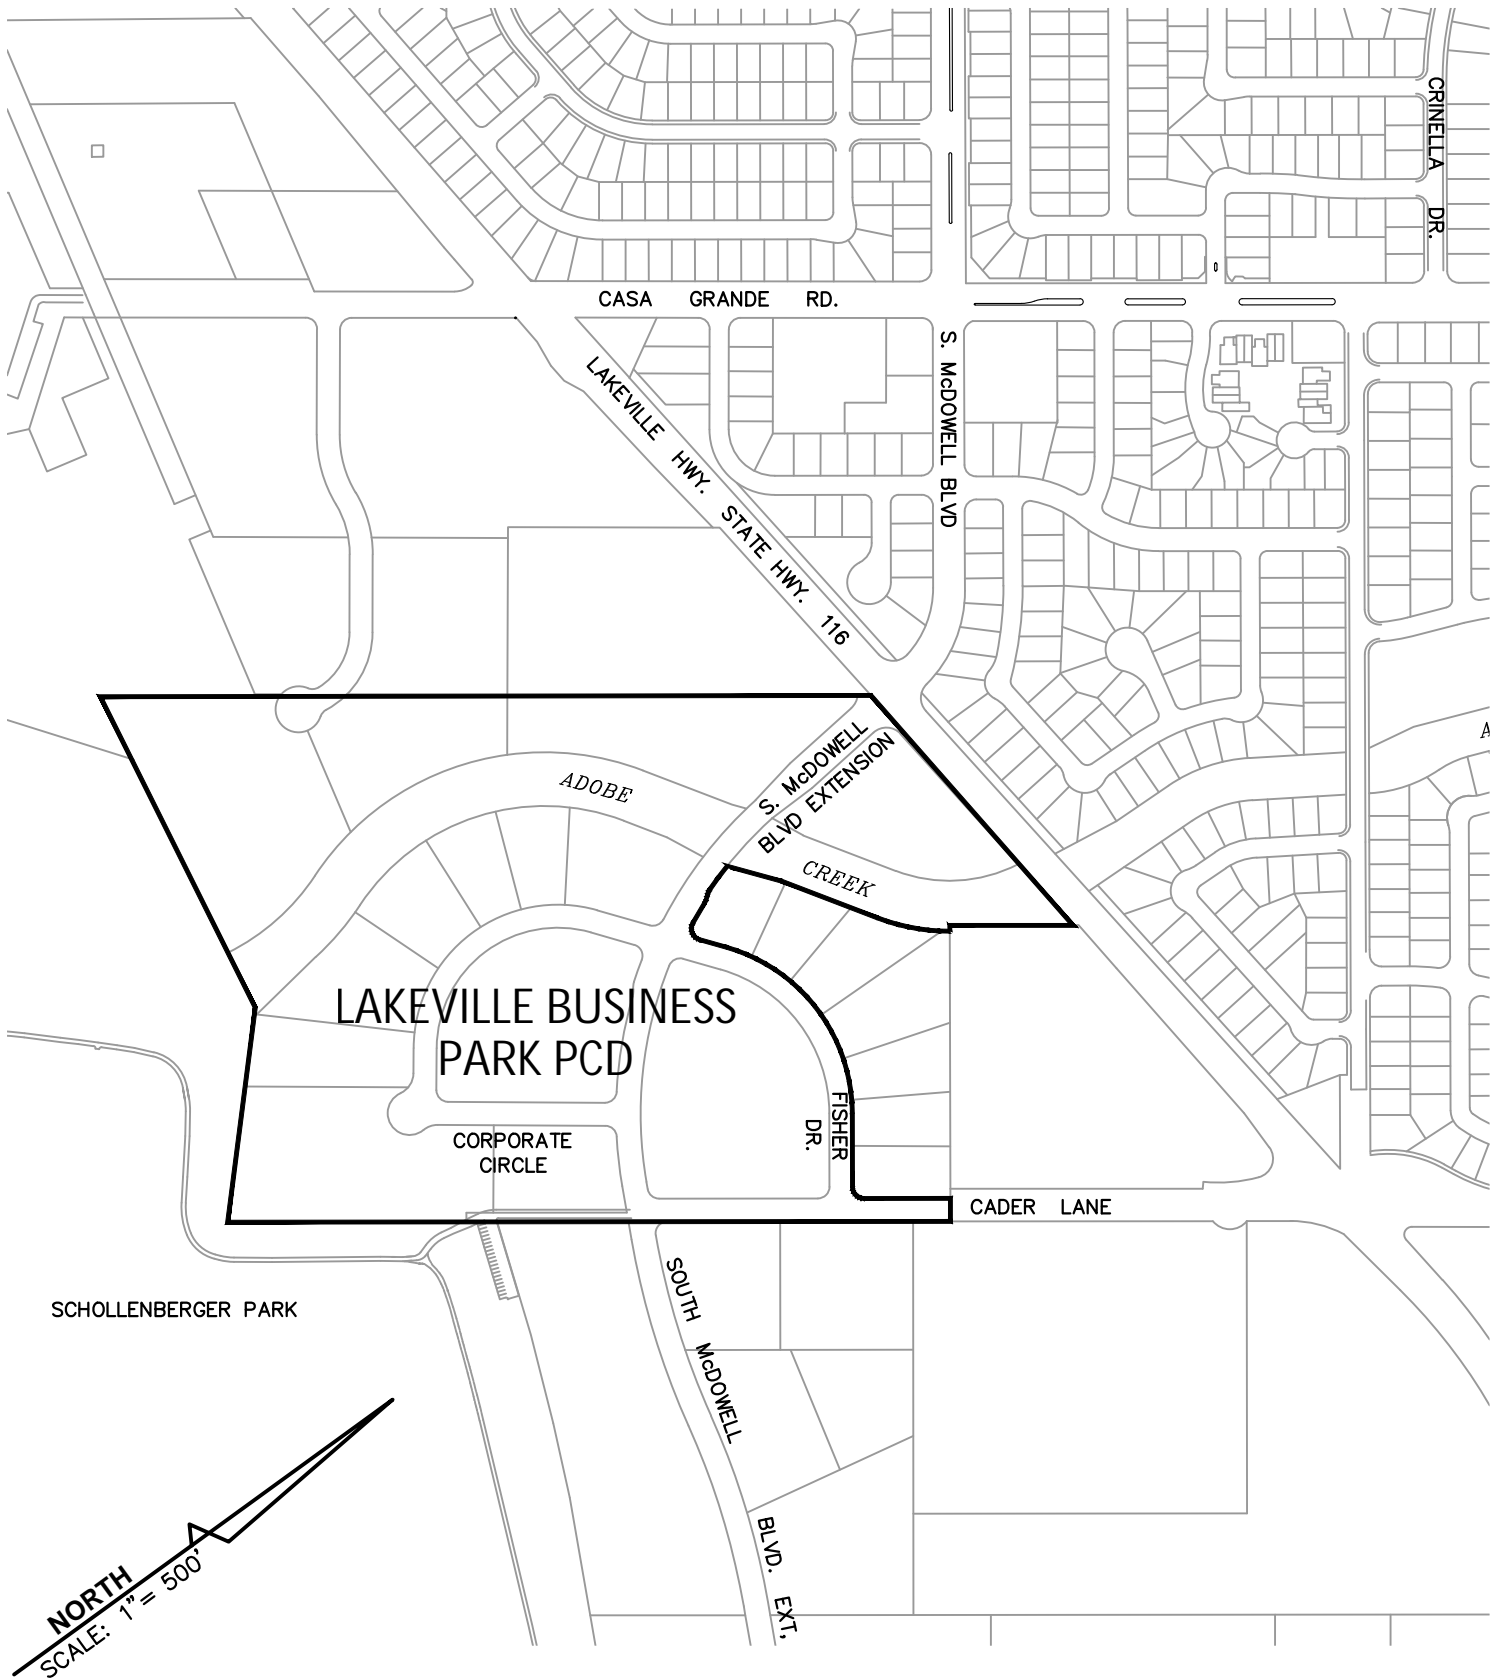 CRINELLA DR.
CASA GRANDE RD.
S. McDOWELL BLVD
LAKEVILLE HWY. STATE HWY. 116
S. McDOWELL
BLVD EXTENSION
A
ADOBE
CREEK
LAKEVILLE BUSINESS
PARK PCD
FISHER
DR.
CORPORATE
CIRCLE
CADER LANE
SCHOLLENBERGER PARK
SOUTH McDOWELL BLVD. EXT,
NORTH
SCALE: 1"= 500'